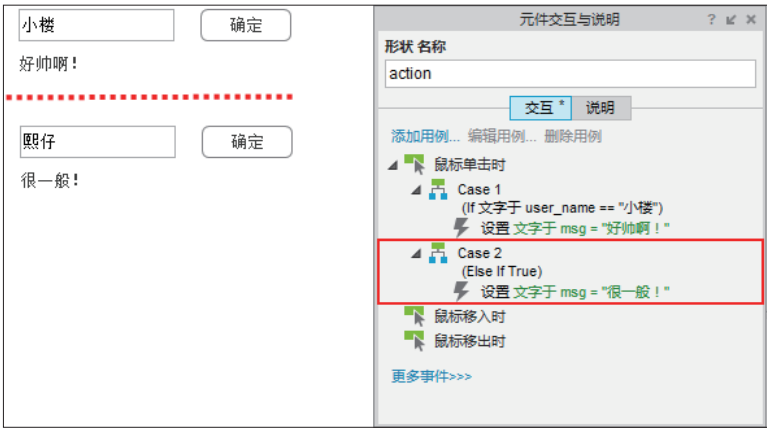 小楼
确定
好帅啊!
熙仔
确定
很一般!
元件交互与说明 ?
形状 名称
action
交互 * 说明
添加用例... 编辑用例... 删除用例
鼠标单击时
Case 1
(If 文字于 user_name == "小楼")
设置 文字于 msg = "好帅啊！"
Case 2
(Else If True)
设置 文字于 msg = "很一般！"
鼠标移入时
鼠标移出时
更多事件>>>